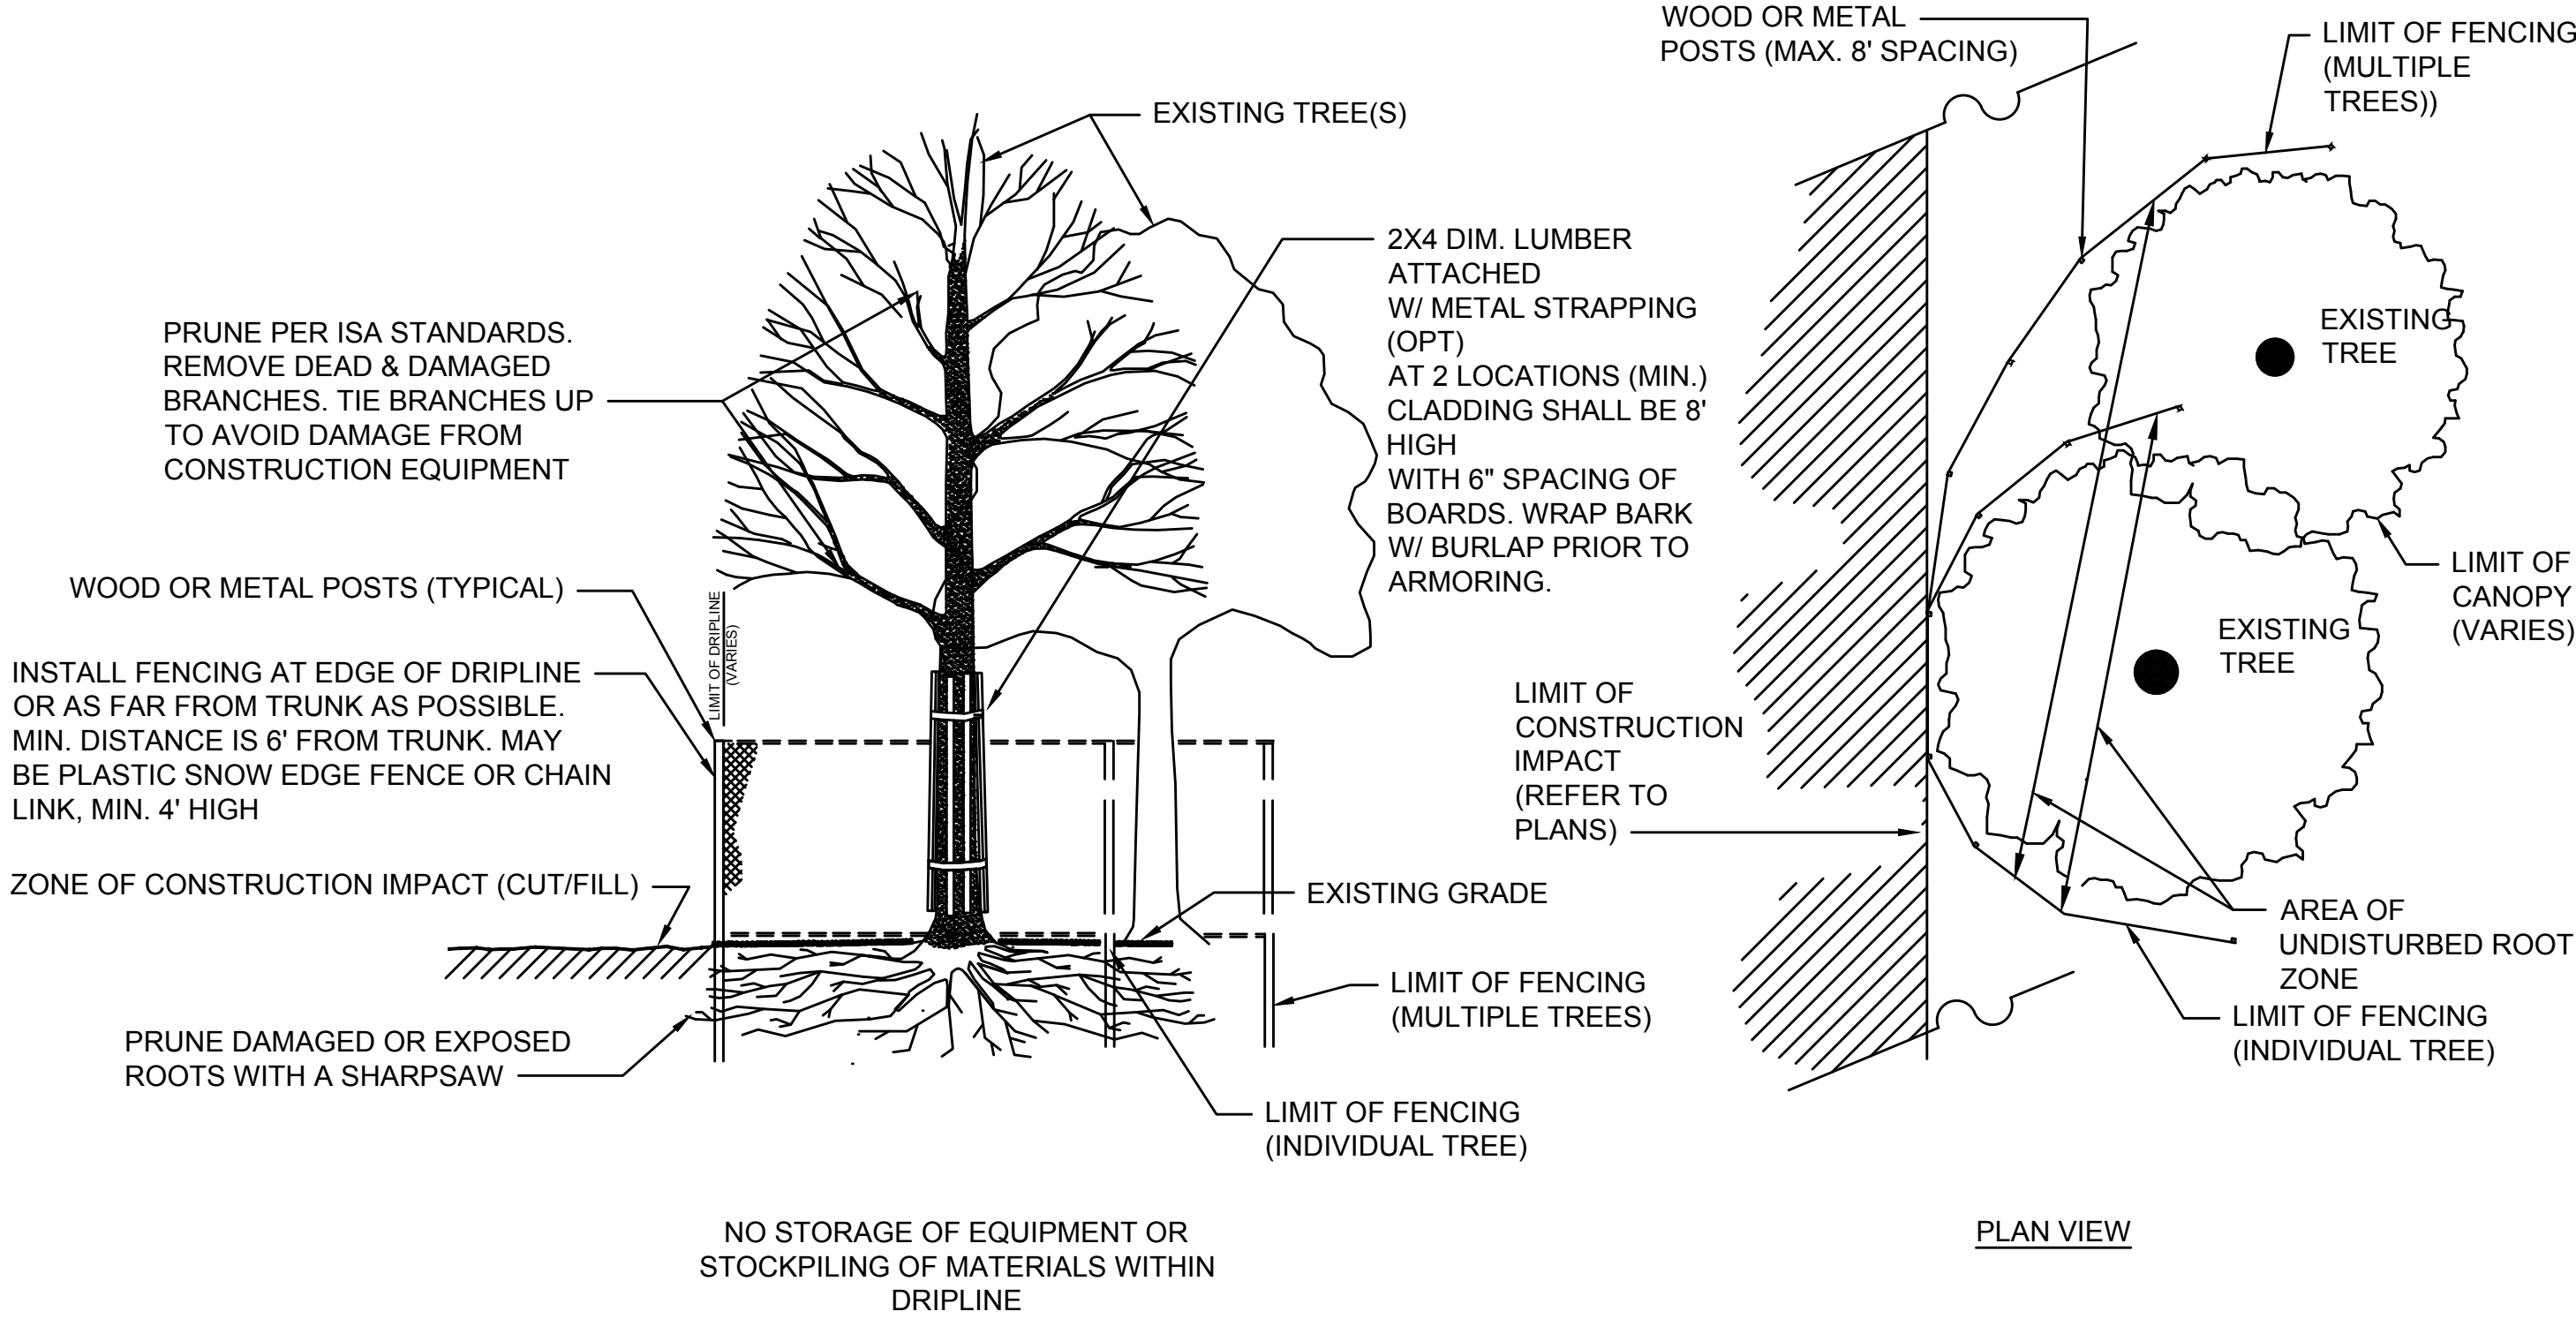 WOOD OR METAL
POSTS (MAX. 8' SPACING)
LIMIT OF FENCING
(MULTIPLE
TREES))
EXISTING TREE(S)
2X4 DIM. LUMBER
ATTACHED
W/ METAL STRAPPING
(OPT)
AT 2 LOCATIONS (MIN.)
CLADDING SHALL BE 8'
HIGH
WITH 6" SPACING OF
BOARDS. WRAP BARK
W/ BURLAP PRIOR TO
ARMORING.
PRUNE PER ISA STANDARDS.
REMOVE DEAD & DAMAGED
BRANCHES. TIE BRANCHES UP
TO AVOID DAMAGE FROM
CONSTRUCTION EQUIPMENT
EXISTING
TREE
WOOD OR METAL POSTS (TYPICAL)
LIMIT OF DRIPLINE
(VARIES)
LIMIT OF
CANOPY
(VARIES)
EXISTING
TREE
INSTALL FENCING AT EDGE OF DRIPLINE
OR AS FAR FROM TRUNK AS POSSIBLE.
MIN. DISTANCE IS 6' FROM TRUNK. MAY
BE PLASTIC SNOW EDGE FENCE OR CHAIN
LINK, MIN. 4' HIGH
LIMIT OF
CONSTRUCTION
IMPACT
(REFER TO
PLANS)
ZONE OF CONSTRUCTION IMPACT (CUT/FILL)
EXISTING GRADE
AREA OF
UNDISTURBED ROOT
ZONE
LIMIT OF FENCING
(MULTIPLE TREES)
LIMIT OF FENCING
(INDIVIDUAL TREE)
PRUNE DAMAGED OR EXPOSED
ROOTS WITH A SHARPSAW
LIMIT OF FENCING
(INDIVIDUAL TREE)
NO STORAGE OF EQUIPMENT OR
STOCKPILING OF MATERIALS WITHIN
DRIPLINE
PLAN VIEW